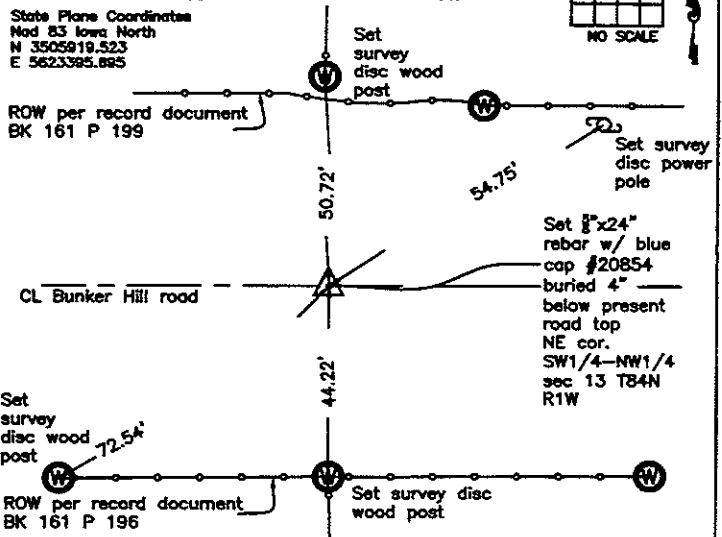 State Plane Coordinates
Nad 83 Iowa North
N 3505919.523
E 5623395.895
NO SCALE
Set
survey
disc wood
post
W
W
ROW per record document
BK 161 P 199
Set survey
disc power
pole
50.72'
54.75'
Set x24"
rebar w/ blue
cap #20854
buried 4"
below present
road top
NE cor.
SW1/4-NW1/4
sec 13 T84N
R1W
CL Bunker Hill road
44.22'
Set
survey
disc wood
post
72.54'
W
W
W
Set survey disc
wood post
ROW per record document
BK 161 P 196